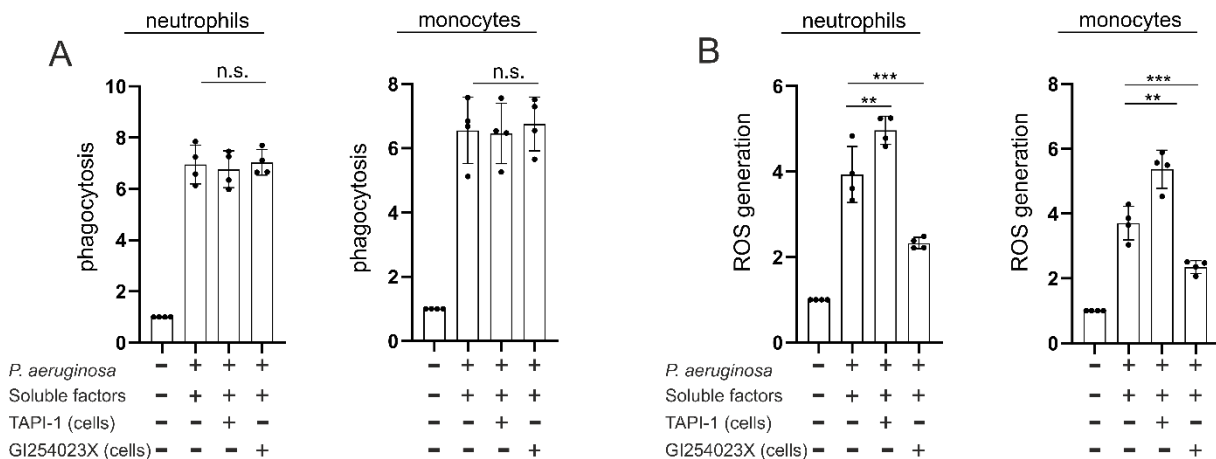 neutrophils
monocytes
A
n.s.
n.s.
phagocytosis
10
8
6
4
2
0
phagocytosis
8
6
4
2
0
P. aeruginosa − + + + − + + +
Soluble factors − + + + − + + +
TAPI-1 (cells) − − + − − − + −
GI254023X (cells) − − − + − − − +
neutrophils
monocytes
B
***
**
***
**
ROS generation
6
4
2
0
ROS generation
8
6
4
2
0
P. aeruginosa − + + + − + + +
Soluble factors − + + + − + + +
TAPI-1 (cells) − − + − − − + −
GI254023X (cells) − − − + − − − +